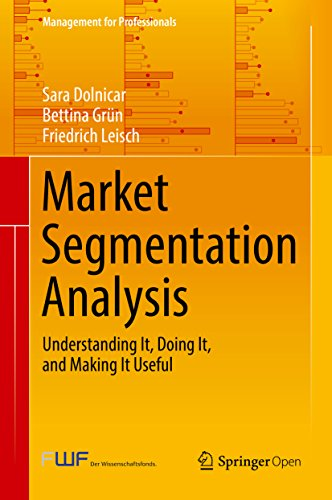 Management for Professionals
Sara Dolnicar
Bettina Grün
Friedrich Leisch
Market
Segmentation
Analysis
Understanding It, Doing It,
and Making It Useful
FWF Der Wissenschaftsfonds.
Springer Open